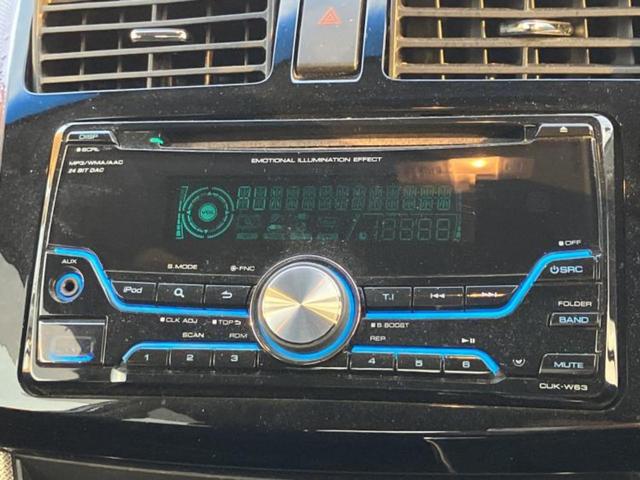 DISP
SCRL
MP3/WMA/AAC
24 BIT DAC
EMOTIONAL ILLUMINATION EFFECT
VOL
AUX
S.MODE
FNC
OFF
iPod
T.I
SRC
FOLDER
CLK ADJ
TOP
S.BOOST
BAND
SCAN
RDM
REP
1
2
3
4
5
6
MUTE
CUK-W63